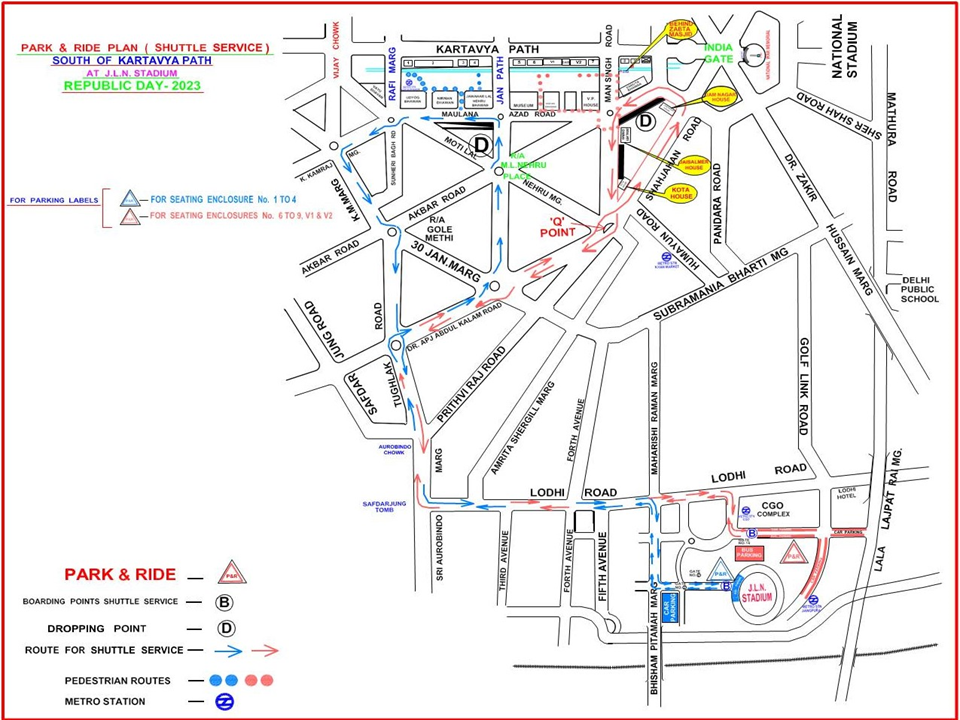 PARK & RIDE PLAN ( SHUTTLE SERVICE )
SOUTH OF KARTAVYA PATH
AT J.L.N. STADIUM
REPUBLIC DAY- 2023
VIJAY CHOWK
RAFI MARG
KARTAVYA PATH
JAN PATH
MAN SINGH ROAD
BEHIND
ZABTA
MASJID
INDIA
GATE
NATIONAL
STADIUM
MATHURA ROAD
SHER SHAH ROAD
MUSEUM
V.P.
HOUSE
MAULANA AZAD ROAD
JAM NAGAR
HOUSE
D
D
MOTI LAL
R/A
M.L.NEHRU
PLACE
NEHRU MG.
K. KAMRAJ MG.
SUNHERI BAGH RD
K.M.MARG
AKBAR ROAD
JAISALMER
HOUSE
KOTA
HOUSE
SHAHJAHAN ROAD
PANDARA ROAD
DR. ZAKIR HUSSAIN MARG
FOR PARKING LABELS
P&R
FOR SEATING ENCLOSURE No. 1 TO 4
P&R
FOR SEATING ENCLOSURES No. 6 TO 9, V1 & V2
R/A
GOLE
METHI
'Q'
POINT
HUMAYUN ROAD
AKBAR ROAD
30 JAN.MARG
SUBRAMANIA BHARTI MG
DELHI
PUBLIC
SCHOOL
SAFDAR JUNG ROAD
TUGHLAK ROAD
DR. APJ ABDUL KALAM ROAD
PRITHVI RAJ ROAD
AMRITA SHERGILL MARG
FORTH AVENUE
MAHARISHI RAMAN MARG
GOLF LINK ROAD
AUROBINDO
CHOWK
SAFDARJUNG
TOMB
SRI AUROBINDO MARG
LODHI ROAD
LODHI ROAD
LODHI
HOTEL
LALA LAJPAT RAI MG.
CGO
COMPLEX
THIRD AVENUE
FORTH AVENUE
FIFTH AVENUE
BHISHAM PITAMAH MARG
B
CAR PARKING
BUS
PARKING
P&R
P&R
B
CAR
PARKING
J.L.N.
STADIUM
PARK & RIDE
P&R
BOARDING POINTS SHUTTLE SERVICE
B
DROPPING POINT
D
ROUTE FOR SHUTTLE SERVICE
PEDESTRIAN ROUTES
METRO STATION